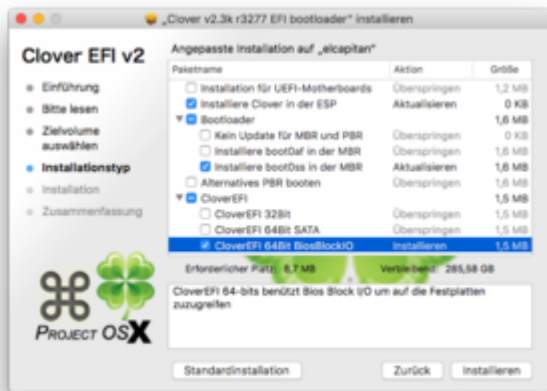 „Clover v2.3k r3277 EFI bootloader“ installieren
Clover EFI v2
Einführung
Bitte lesen
Zielvolume
auswählen
Installationstyp
Installation
Zusammenfassung
PROJECT OSX
Angepasste Installation auf „elcapitan“
Paketname Aktion Größe
Installation für UEFI-Motherboards Überspringen 1,2 MB
Installiere Clover in der ESP Aktualisieren 0 KB
Bootloader 1,6 MB
Kein Update für MBR und PBR Überspringen 0 KB
Installiere boot0af in der MBR Überspringen 1,6 MB
Installiere boot0ss in der MBR Aktualisieren 1,6 MB
Alternatives PBR booten Überspringen 1,6 MB
CloverEFI 1,5 MB
CloverEFI 32Bit Überspringen 1,5 MB
CloverEFI 64Bit SATA Überspringen 1,5 MB
CloverEFI 64Bit BiosBlockIO Installieren 1,5 MB
Erforderlicher Platz: 8,7 MB Verbleibend: 285,58 GB
CloverEFI 64-bits benützt Bios Block I/O um auf die Festplatten
zuzugreifen
Standardinstallation Zurück Installieren